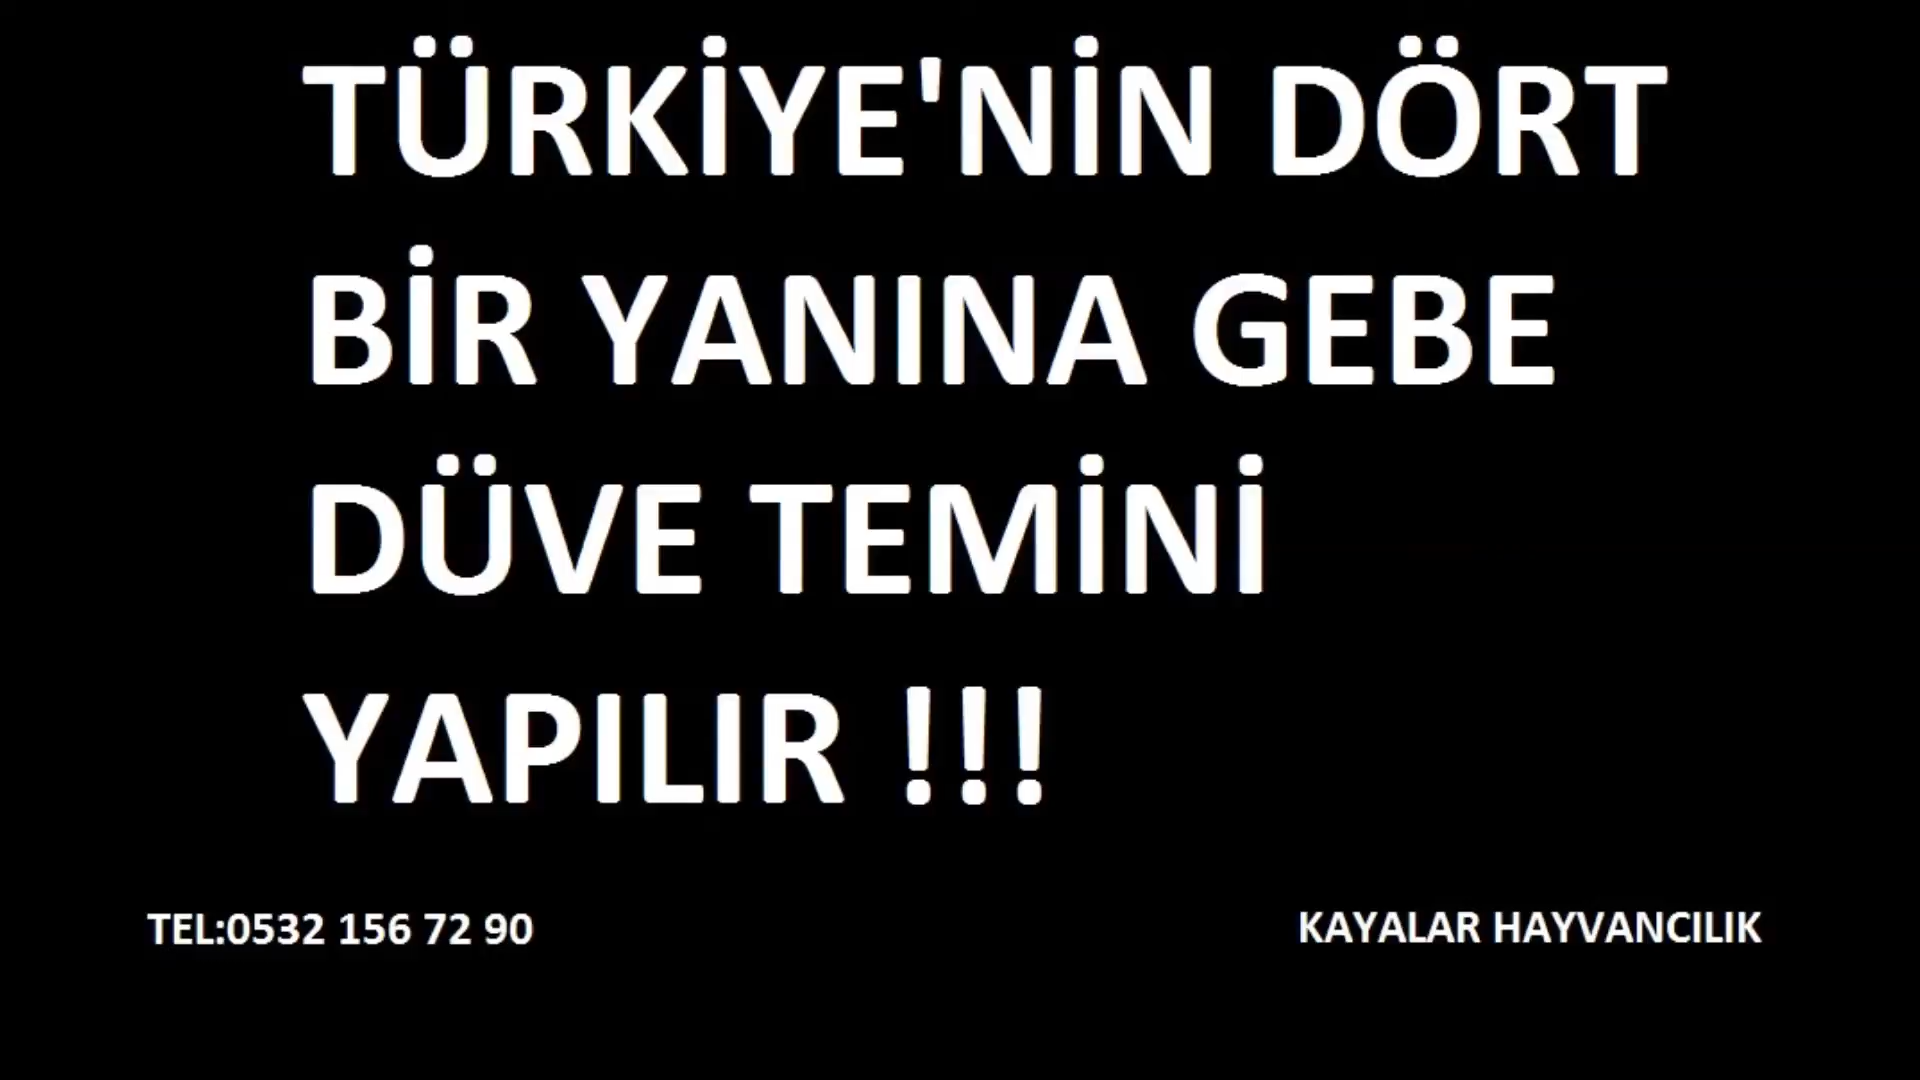 TÜRKİYE'NİN DÖRT
BİR YANINA GEBE
DÜVE TEMİNİ
YAPILIR !!!
TEL:0532 156 72 90
KAYALAR HAYVANCILIK